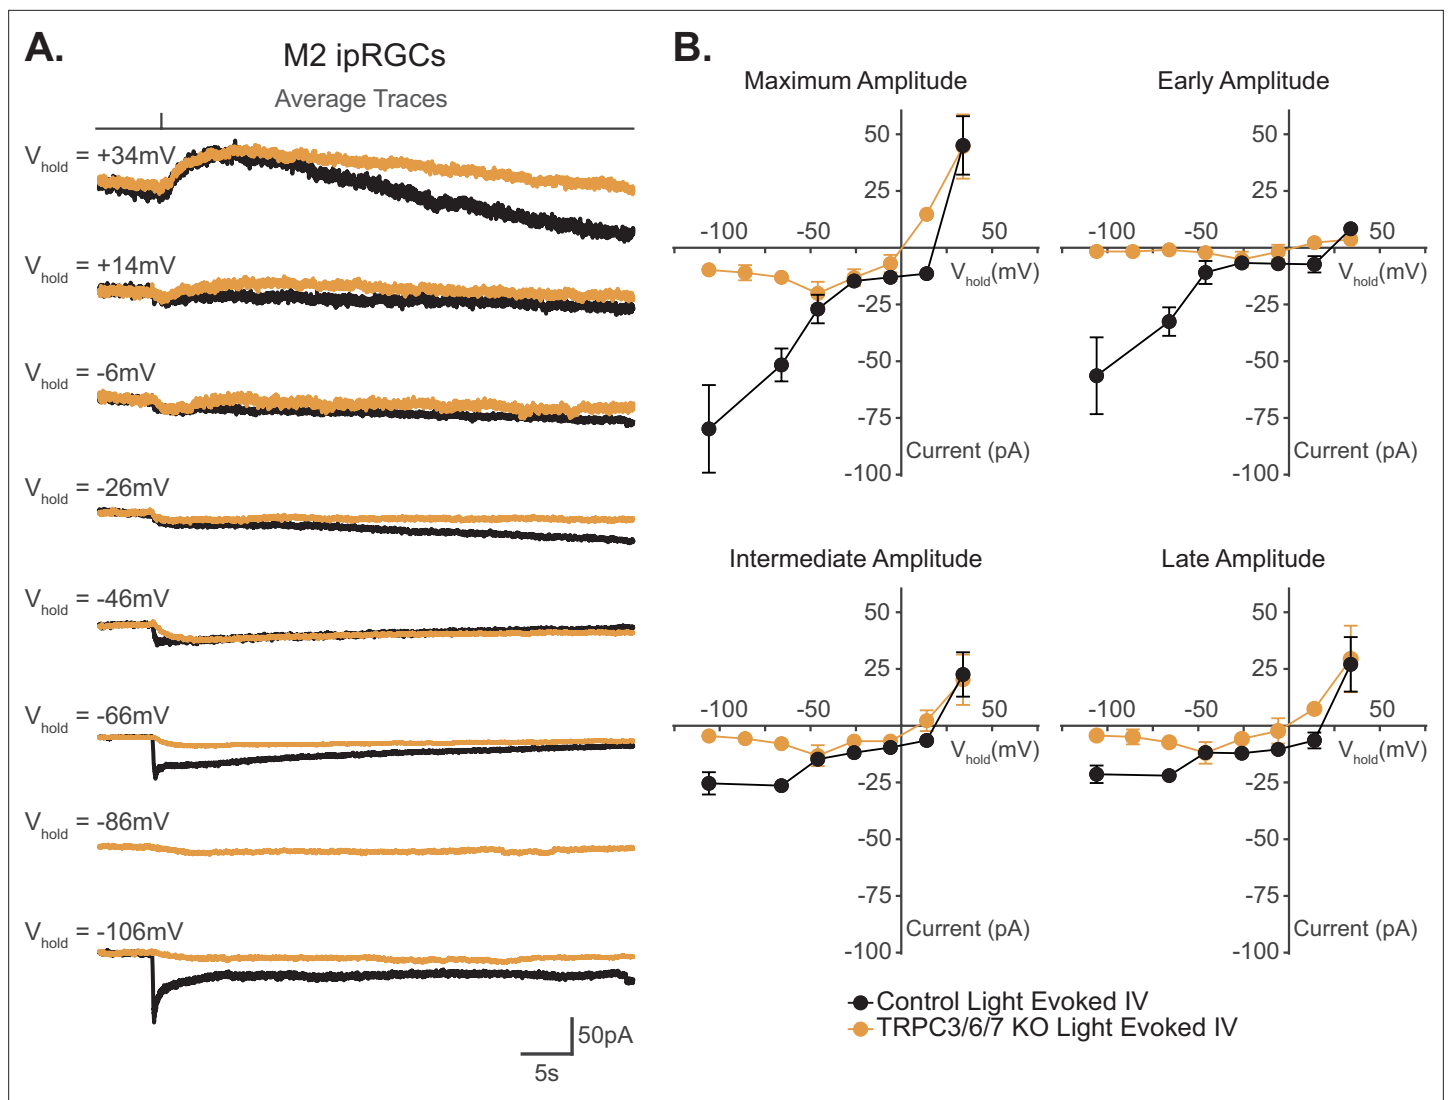 A.
M2 ipRGCs
Average Traces
Vhold = +34mV
Vhold = +14mV
Vhold = -6mV
Vhold = -26mV
Vhold = -46mV
Vhold = -66mV
Vhold = -86mV
Vhold = -106mV
50pA
5s
B.
Maximum Amplitude
50
25
-100
-50
50
Vhold(mV)
-25
-50
-75
Current (pA)
-100
Early Amplitude
50
25
-100
-50
50
Vhold(mV)
-25
-50
-75
Current (pA)
-100
Intermediate Amplitude
50
25
-100
-50
50
Vhold(mV)
-25
-50
-75
Current (pA)
-100
Late Amplitude
50
25
-100
-50
50
Vhold(mV)
-25
-50
-75
Current (pA)
-100
Control Light Evoked IV
TRPC3/6/7 KO Light Evoked IV